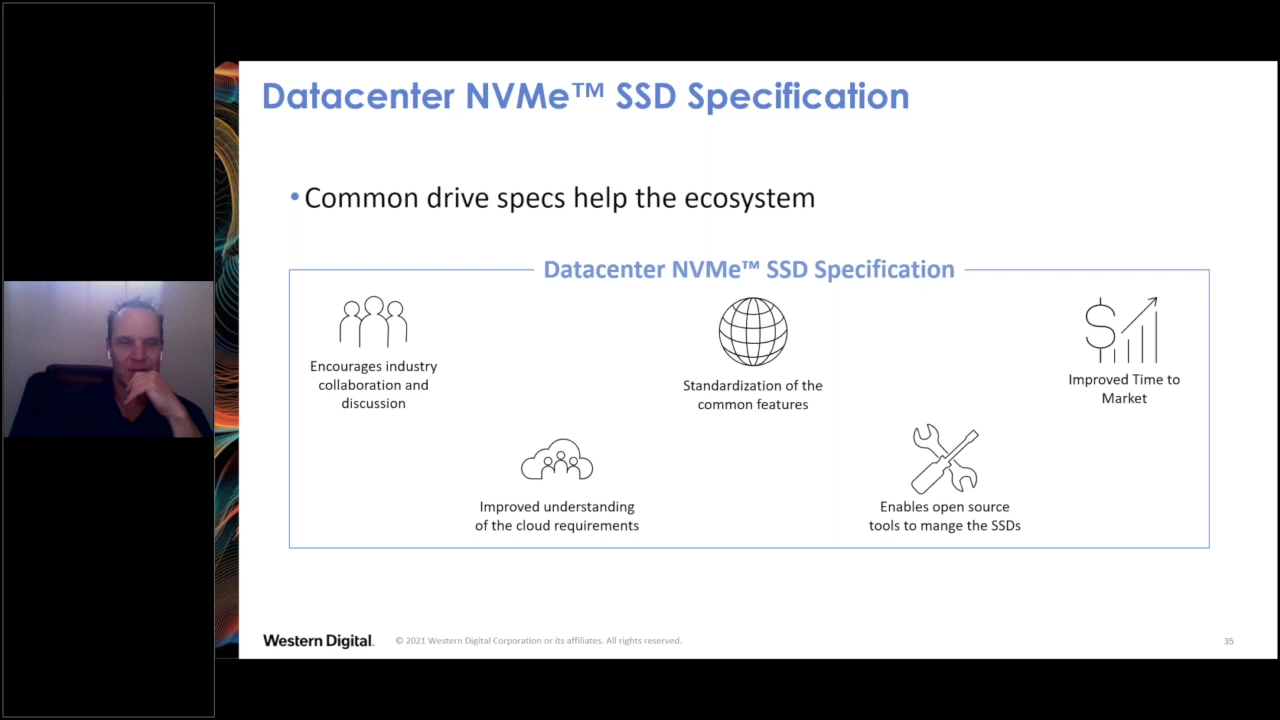 Datacenter NVMe™ SSD Specification
• Common drive specs help the ecosystem
Datacenter NVMe™ SSD Specification
Encourages industry
collaboration and
discussion
Standardization of the
common features
Improved Time to
Market
Improved understanding
of the cloud requirements
Enables open source
tools to mange the SSDs
Western Digital.
© 2021 Western Digital Corporation or its affiliates. All rights reserved.
35